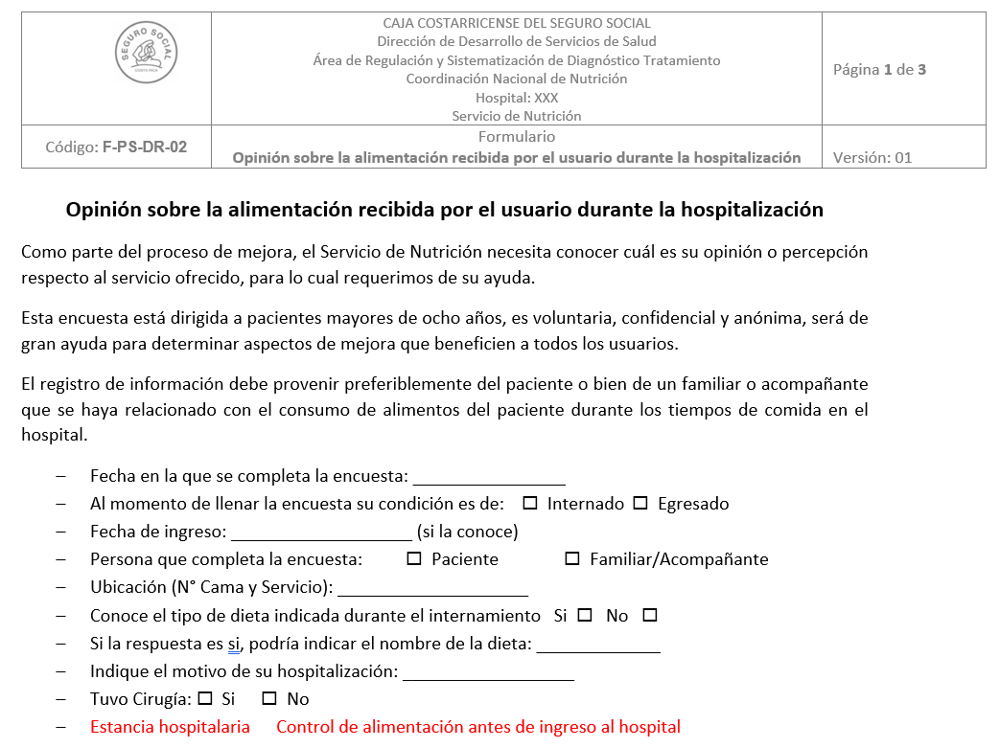 SEGURO SOCIAL
COSTA RICA
CAJA COSTARRICENSE DEL SEGURO SOCIAL
Dirección de Desarrollo de Servicios de Salud
Área de Regulación y Sistematización de Diagnóstico Tratamiento
Coordinación Nacional de Nutrición
Hospital: XXX
Servicio de Nutrición
Página 1 de 3
Código: F-PS-DR-02
Formulario
Opinión sobre la alimentación recibida por el usuario durante la hospitalización
Versión: 01
Opinión sobre la alimentación recibida por el usuario durante la hospitalización
Como parte del proceso de mejora, el Servicio de Nutrición necesita conocer cuál es su opinión o percepción
respecto al servicio ofrecido, para lo cual requerimos de su ayuda.
Esta encuesta está dirigida a pacientes mayores de ocho años, es voluntaria, confidencial y anónima, será de
gran ayuda para determinar aspectos de mejora que beneficien a todos los usuarios.
El registro de información debe provenir preferiblemente del paciente o bien de un familiar o acompañante
que se haya relacionado con el consumo de alimentos del paciente durante los tiempos de comida en el
hospital.
– Fecha en la que se completa la encuesta: ________________
– Al momento de llenar la encuesta su condición es de: ☐ Internado ☐ Egresado
– Fecha de ingreso: ___________________ (si la conoce)
– Persona que completa la encuesta: ☐ Paciente ☐ Familiar/Acompañante
– Ubicación (N° Cama y Servicio): ____________________
– Conoce el tipo de dieta indicada durante el internamiento Si ☐ No ☐
– Si la respuesta es si, podría indicar el nombre de la dieta: _____________
– Indique el motivo de su hospitalización: __________________
– Tuvo Cirugía: ☐ Si ☐ No
– Estancia hospitalaria Control de alimentación antes de ingreso al hospital